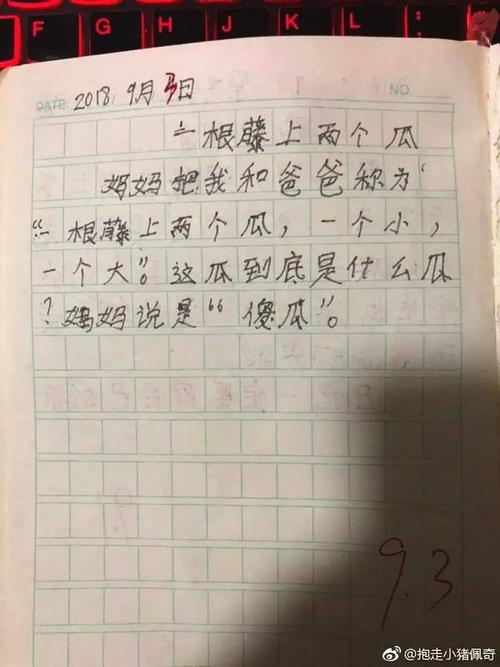 F G H J K
DATE: 2018. 9月3日 NO.
一根藤上两个瓜
妈妈把我和爸爸称为“
“一根藤上两个瓜，一个小，
一个大”。这瓜到底是什么瓜
？妈妈说是“傻瓜”。
9.3
@抱走小猪佩奇